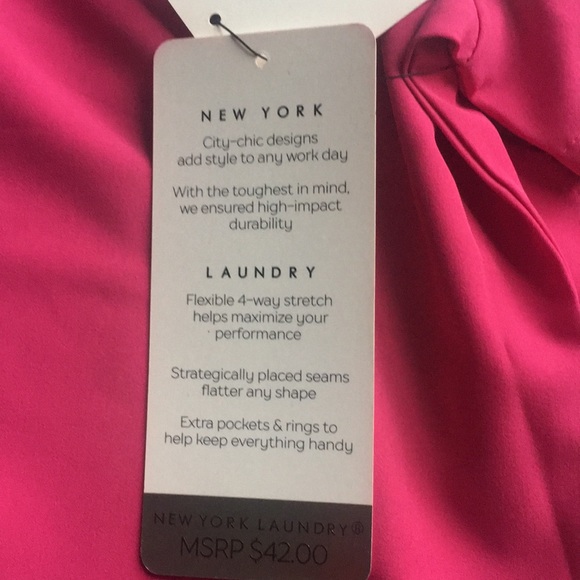 NEW YORK
City-chic designs
add style to any work day
With the toughest in mind,
we ensured high-impact
durability
LAUNDRY
Flexible 4-way stretch
helps maximize your
performance
Strategically placed seams
flatter any shape
Extra pockets & rings to
help keep everything handy
NEW YORK LAUNDRY®
MSRP $42.00